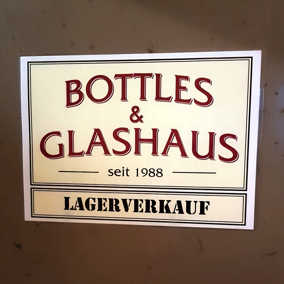 BOTTLES
&
GLASHAUS
seit 1988
LAGERVERKAUF